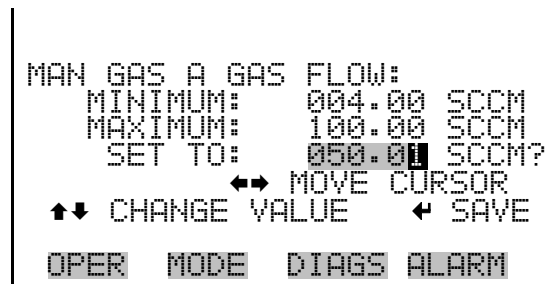 MAN GAS A GAS FLOW:
MINIMUM: 004.00 SCCM
MAXIMUM: 100.00 SCCM
SET TO: 050.01 SCCM?
⬅➡ MOVE CURSOR
⬆⬇ CHANGE VALUE ↵ SAVE
OPER MODE DIAGS ALARM